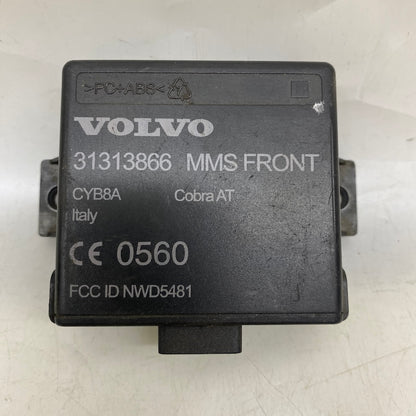 >PC+ABS<
VOLVO
31313866 MMS FRONT
CYB8A Cobra AT
Italy
CE 0560
FCC ID NWD5481